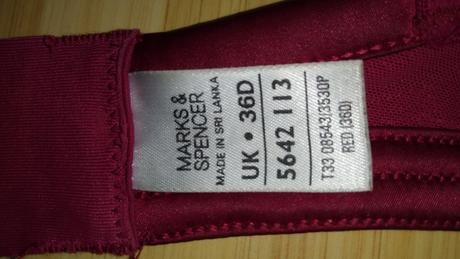 MARKS &
SPENCER
MADE IN SRI LANKA
UK • 36D
5642 113
T33 08543/3530P
RED (36D)